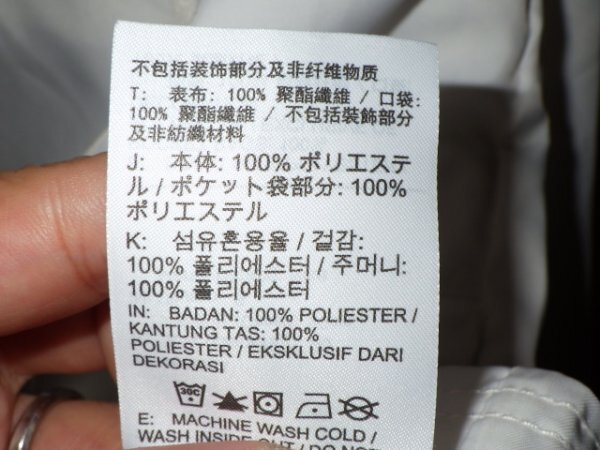 不包括装饰部分及非纤维物质
T: 表布: 100% 聚酯纖維 / 口袋:
100% 聚酯纖維 / 不包括裝飾部分
及非紡織材料
J: 本体: 100% ポリエステ
ル / ポケット袋部分: 100%
ポリエステル
K: 섬유혼용율 / 겉감:
100% 폴리에스터 / 주머니:
100% 폴리에스터
IN: BADAN: 100% POLIESTER /
KANTUNG TAS: 100%
POLIESTER / EKSKLUSIF DARI
DEKORASI
30C
E: MACHINE WASH COLD /
WASH INSIDE OUT / DO NOT